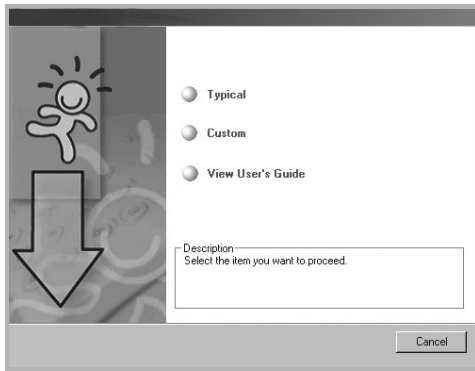 Typical
Custom
View User's Guide
Description
Select the item you want to proceed.
Cancel